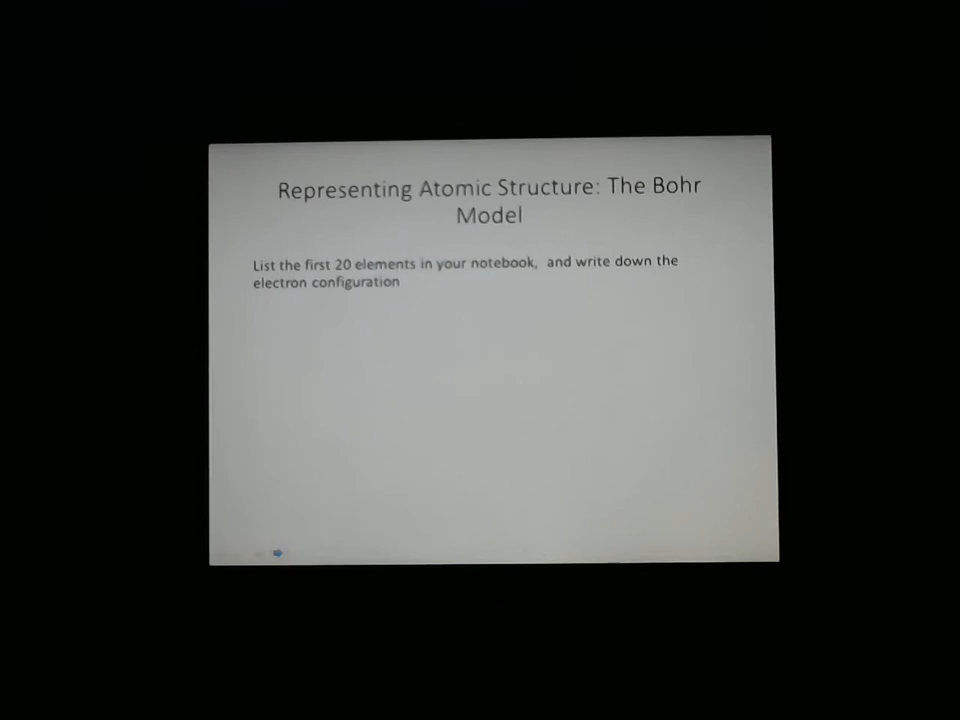 Representing Atomic Structure: The Bohr
Model
List the first 20 elements in your notebook, and write down the
electron configuration